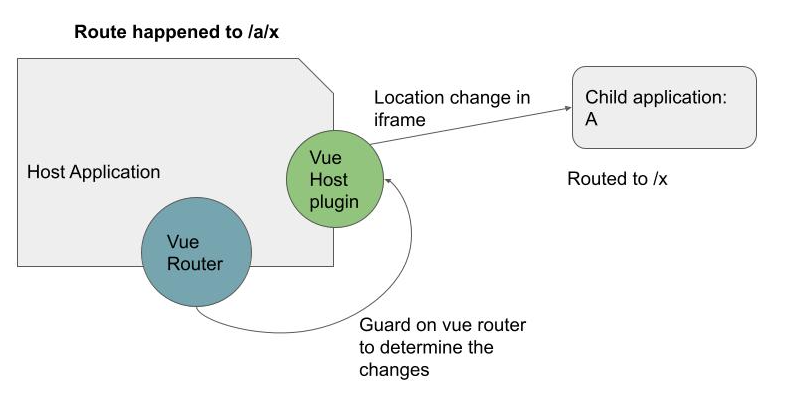 Route happened to /a/x
Location change in
iframe
Child application:
A
Host Application
Vue
Host
plugin
Routed to /x
Vue
Router
Guard on vue router
to determine the
changes